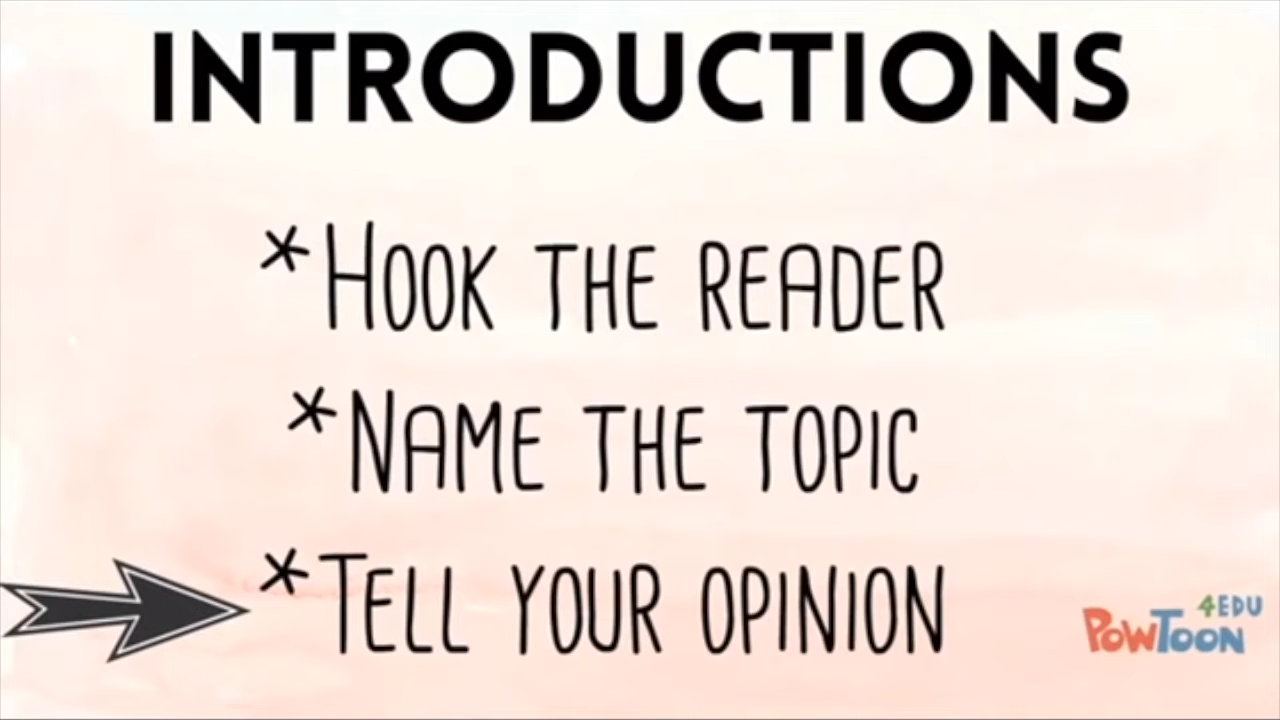 INTRODUCTIONS
*HOOK THE READER
*NAME THE TOPIC
*TELL YOUR OPINION
4EDU
POWTOON